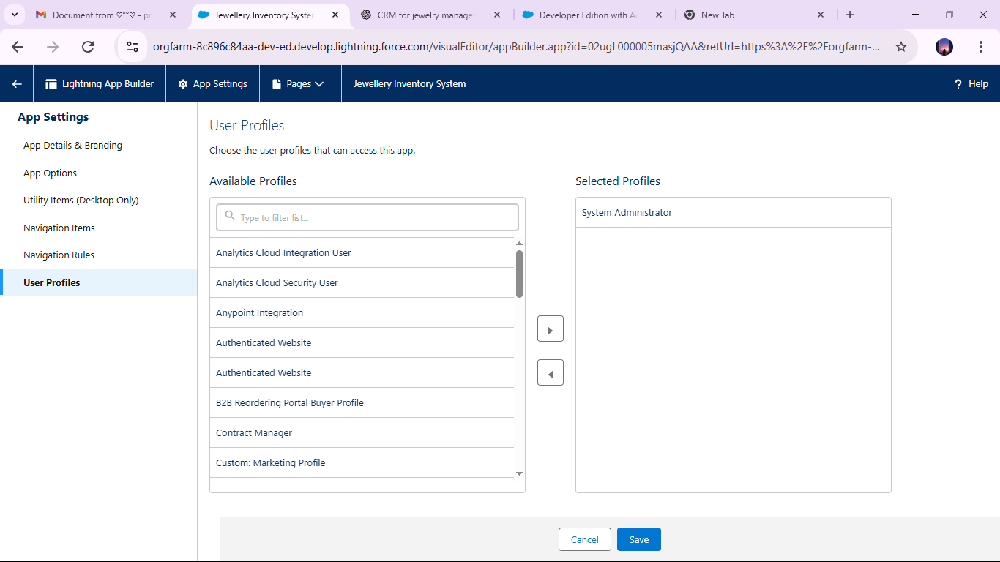 Document from ♡°°♡ - pr
Jewellery Inventory Syster
CRM for jewelry manager
Developer Edition with Ag
New Tab
orgfarm-8c896c84aa-dev-ed.develop.lightning.force.com/visualEditor/appBuilder.app?id=02ugL000005masjQAA&retUrl=https%3A%2F%2Forgfarm-...
Lightning App Builder
App Settings
Pages
Jewellery Inventory System
? Help
App Settings
App Details & Branding
App Options
Utility Items (Desktop Only)
Navigation Items
Navigation Rules
User Profiles
User Profiles
Choose the user profiles that can access this app.
Available Profiles
Type to filter list...
Analytics Cloud Integration User
Analytics Cloud Security User
Anypoint Integration
Authenticated Website
Authenticated Website
B2B Reordering Portal Buyer Profile
Contract Manager
Custom: Marketing Profile
Selected Profiles
System Administrator
Cancel
Save